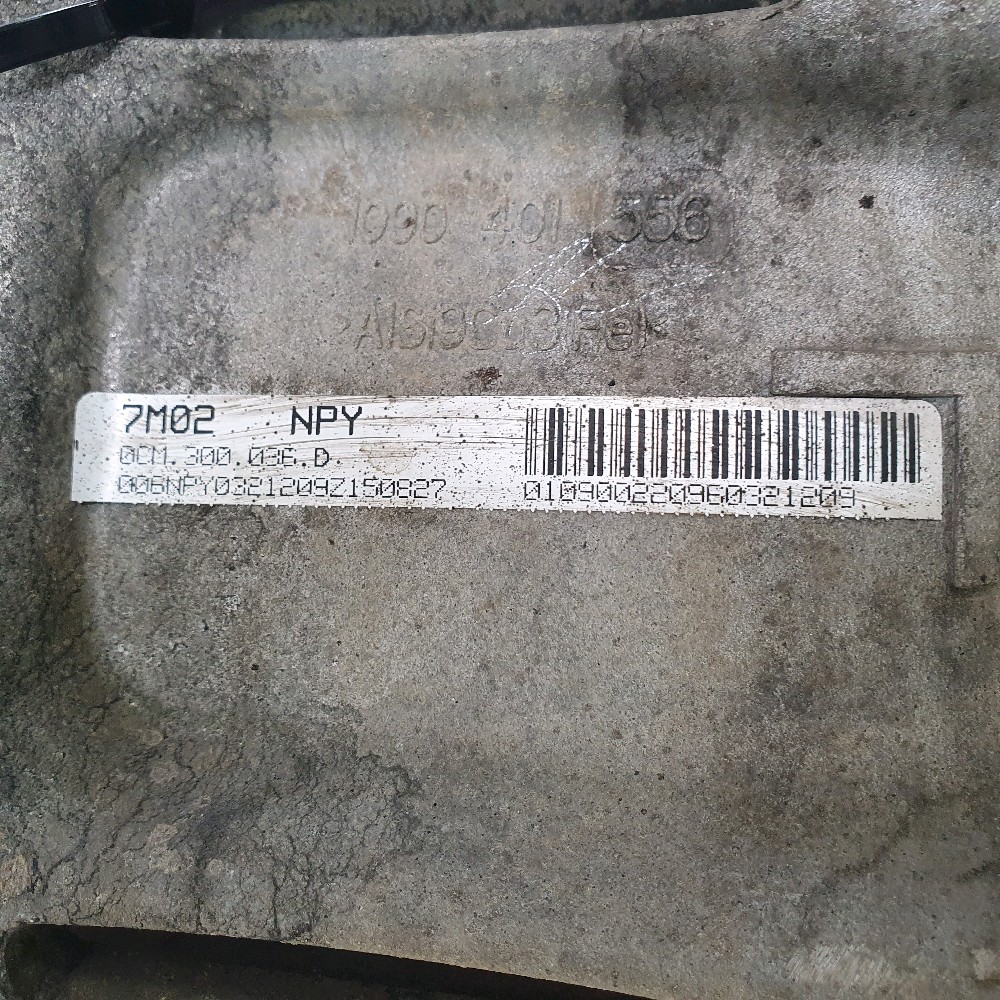 1090 401 556
>AlSi9Cu3(Fe)<
7M02 NPY
0CM.300.036.D
006NPY0321209Z150827
010900220960321209